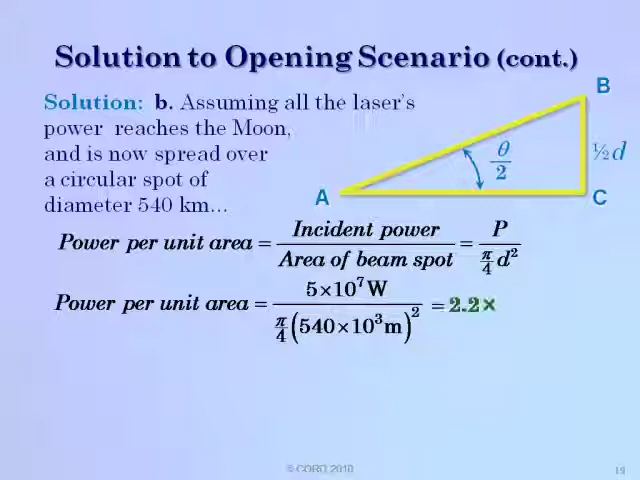 Solution to Opening Scenario (cont.)
Solution: b. Assuming all the laser's
power reaches the Moon,
and is now spread over
a circular spot of
diameter 540 km...
B
θ/2
½d
A
C
Power per unit area = Incident power / Area of beam spot = P / (π/4 d²)
Power per unit area = 5×10⁷ W / (π/4 (540×10³ m)²) = 2.2×
© CORD 2010
19